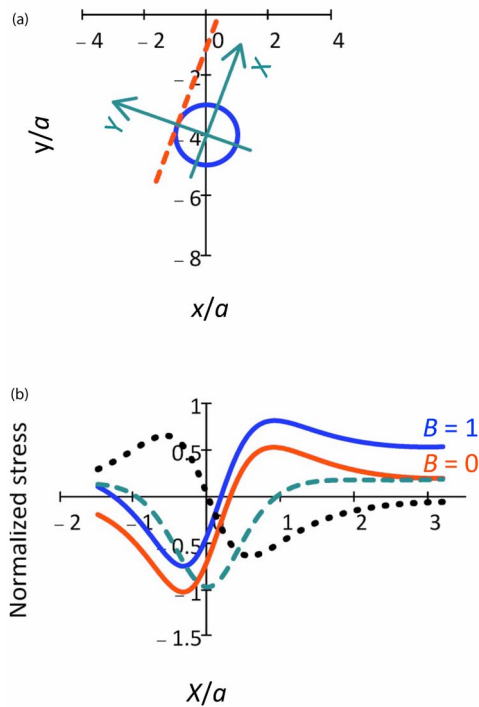 (a)
– 4 – 2 0 2 4
– 2
X
Y
– 4
– 6
– 8
y/a
x/a
(b)
1
B = 1
0.5
B = 0
– 2 – 1 0 1 2 3
– 0.5
– 1
– 1.5
Normalized stress
X/a